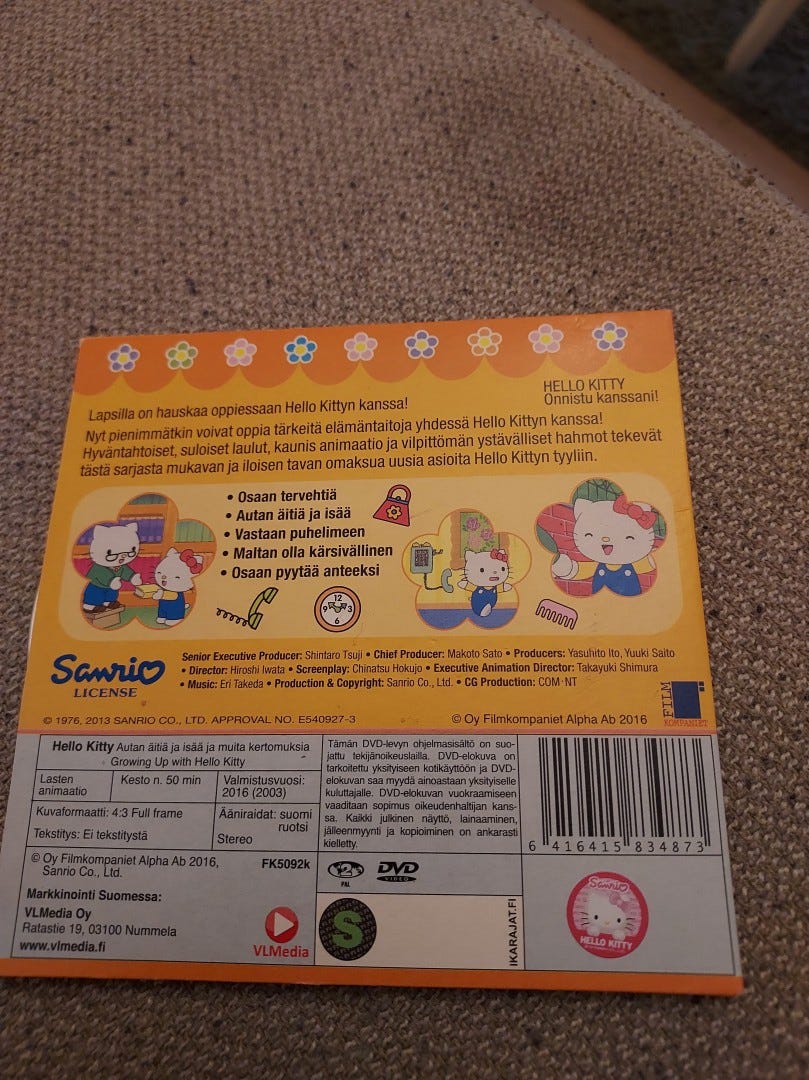 HELLO KITTY
Onnistu kanssani!
Lapsilla on hauskaa oppiessaan Hello Kittyn kanssa!
Nyt pienimmätkin voivat oppia tärkeitä elämäntaitoja yhdessä Hello Kittyn kanssa!
Hyväntahtoiset, suloiset laulut, kaunis animaatio ja vilpittömän ystävälliset hahmot tekevät
tästä sarjasta mukavan ja iloisen tavan omaksua uusia asioita Hello Kittyn tyyliin.
• Osaan tervehtiä
• Autan äitiä ja isää
• Vastaan puhelimeen
• Maltan olla kärsivällinen
• Osaan pyytää anteeksi
12
9 3
6
Sanrio
LICENSE
Senior Executive Producer: Shintaro Tsuji • Chief Producer: Makoto Sato • Producers: Yasuhito Ito, Yuuki Saito
• Director: Hiroshi Iwata • Screenplay: Chinatsu Hokujo • Executive Animation Director: Takayuki Shimura
• Music: Eri Takeda • Production & Copyright: Sanrio Co., Ltd. • CG Production: COM·NT
FILM
KOMPANIET
© 1976, 2013 SANRIO CO., LTD. APPROVAL NO. E540927-3
© Oy Filmkompaniet Alpha Ab 2016
Hello Kitty Autan äitiä ja isää ja muita kertomuksia
Growing Up with Hello Kitty
Lasten
animaatio
Kesto n. 50 min
Valmistusvuosi:
2016 (2003)
Kuvaformaatti: 4:3 Full frame
Tekstitys: Ei tekstitystä
Ääniraidat: suomi
ruotsi
Stereo
Tämän DVD-levyn ohjelmasisältö on suo-
jattu tekijänoikeuslailla. DVD-elokuva on
tarkoitettu yksityiseen kotikäyttöön ja DVD-
elokuvan saa myydä ainoastaan yksityiselle
kuluttajalle. DVD-elokuvan vuokraamiseen
vaaditaan sopimus oikeudenhaltijan kans-
sa. Kaikki julkinen näyttö, lainaaminen,
jälleenmyynti ja kopioiminen on ankarasti
kielletty.
6 416415 834873
© Oy Filmkompaniet Alpha Ab 2016,
Sanrio Co., Ltd.
FK5092k
Markkinointi Suomessa:
VLMedia Oy
Ratastie 19, 03100 Nummela
www.vlmedia.fi
VLMedia
2
PAL
DVD
VIDEO
S
IKARAJAT.FI
Sanrio
HELLO KITTY